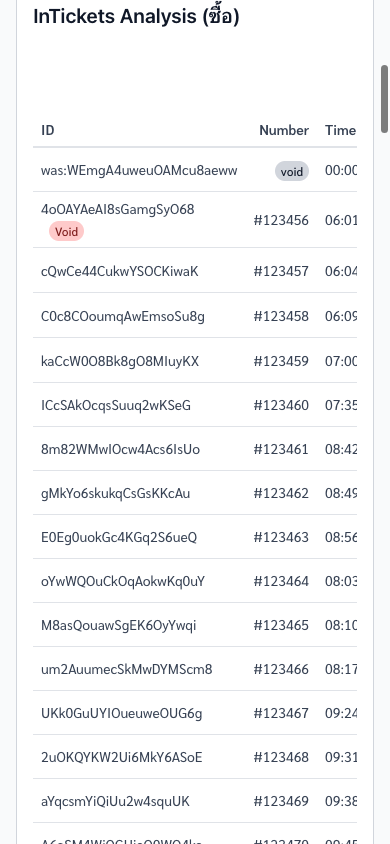 InTickets Analysis (ซื้อ)
ID Number Time
was:WEmgA4uweuOAMcu8aeww void 00:00
4oOAYAeAI8sGamgSyO68 #123456 06:01
Void
cQwCe44CukwYSOCKiwaK #123457 06:04
C0c8COoumqAwEmsoSu8g #123458 06:09
kaCcW0O8Bk8gO8MIuyKX #123459 07:00
ICcSAkOcqsSuuq2wKSeG #123460 07:35
8m82WMwIOcw4Acs6IsUo #123461 08:42
gMkYo6skukqCsGsKKcAu #123462 08:49
E0Eg0uokGc4KGq2S6ueQ #123463 08:56
oYwWQOuCkOqAokwKq0uY #123464 08:03
M8asQouawSgEK6OyYwqi #123465 08:10
um2AuumecSkMwDYMScm8 #123466 08:17
UKk0GuUYIOueuweOUG6g #123467 09:24
2uOKQYKW2Ui6MkY6ASoE #123468 09:31
aYqcsmYiQiUu2w4squUK #123469 09:38